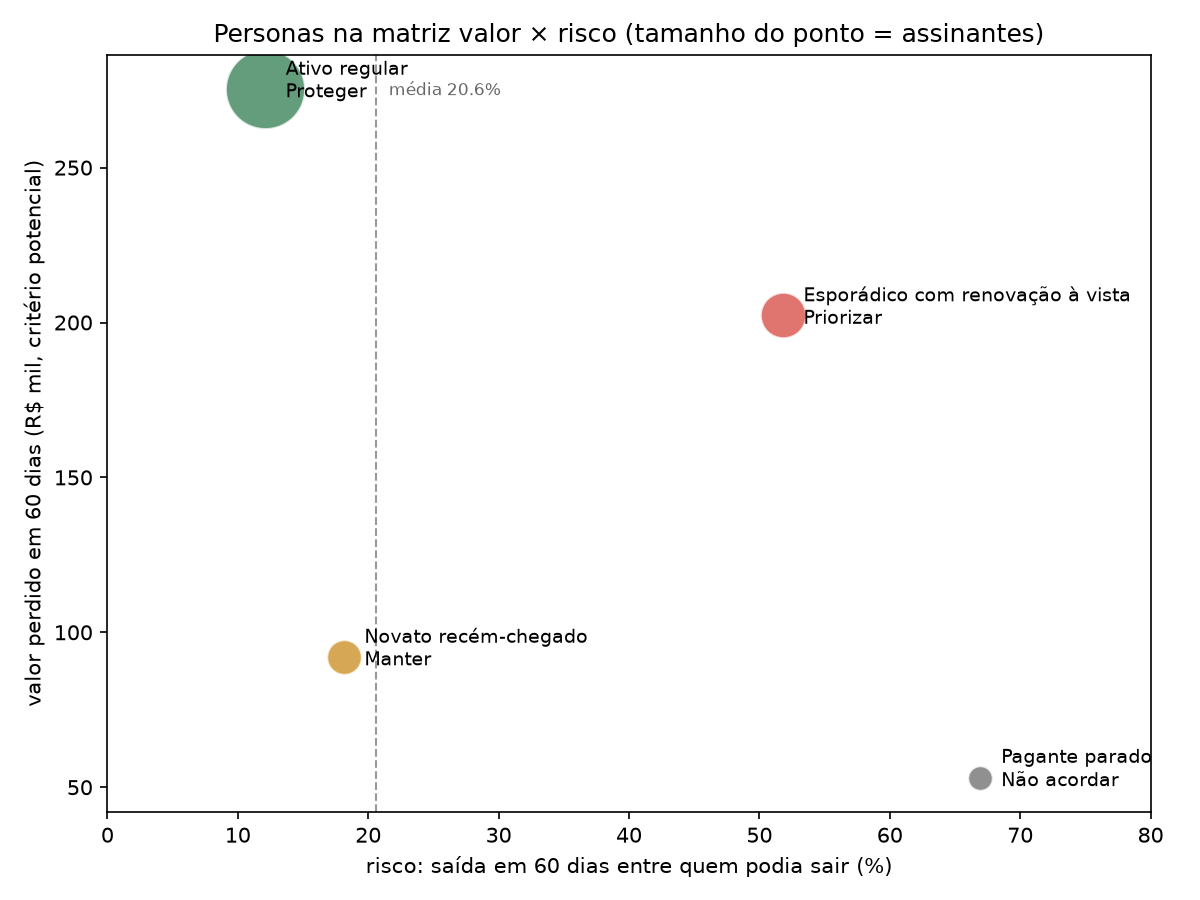 Personas na matriz valor × risco (tamanho do ponto = assinantes)
Ativo regular
Proteger
média 20.6%
Esporádico com renovação à vista
Priorizar
Novato recém-chegado
Manter
Pagante parado
Não acordar
valor perdido em 60 dias (R$ mil, critério potencial)
250
200
150
100
50
0 10 20 30 40 50 60 70 80
risco: saída em 60 dias entre quem podia sair (%)